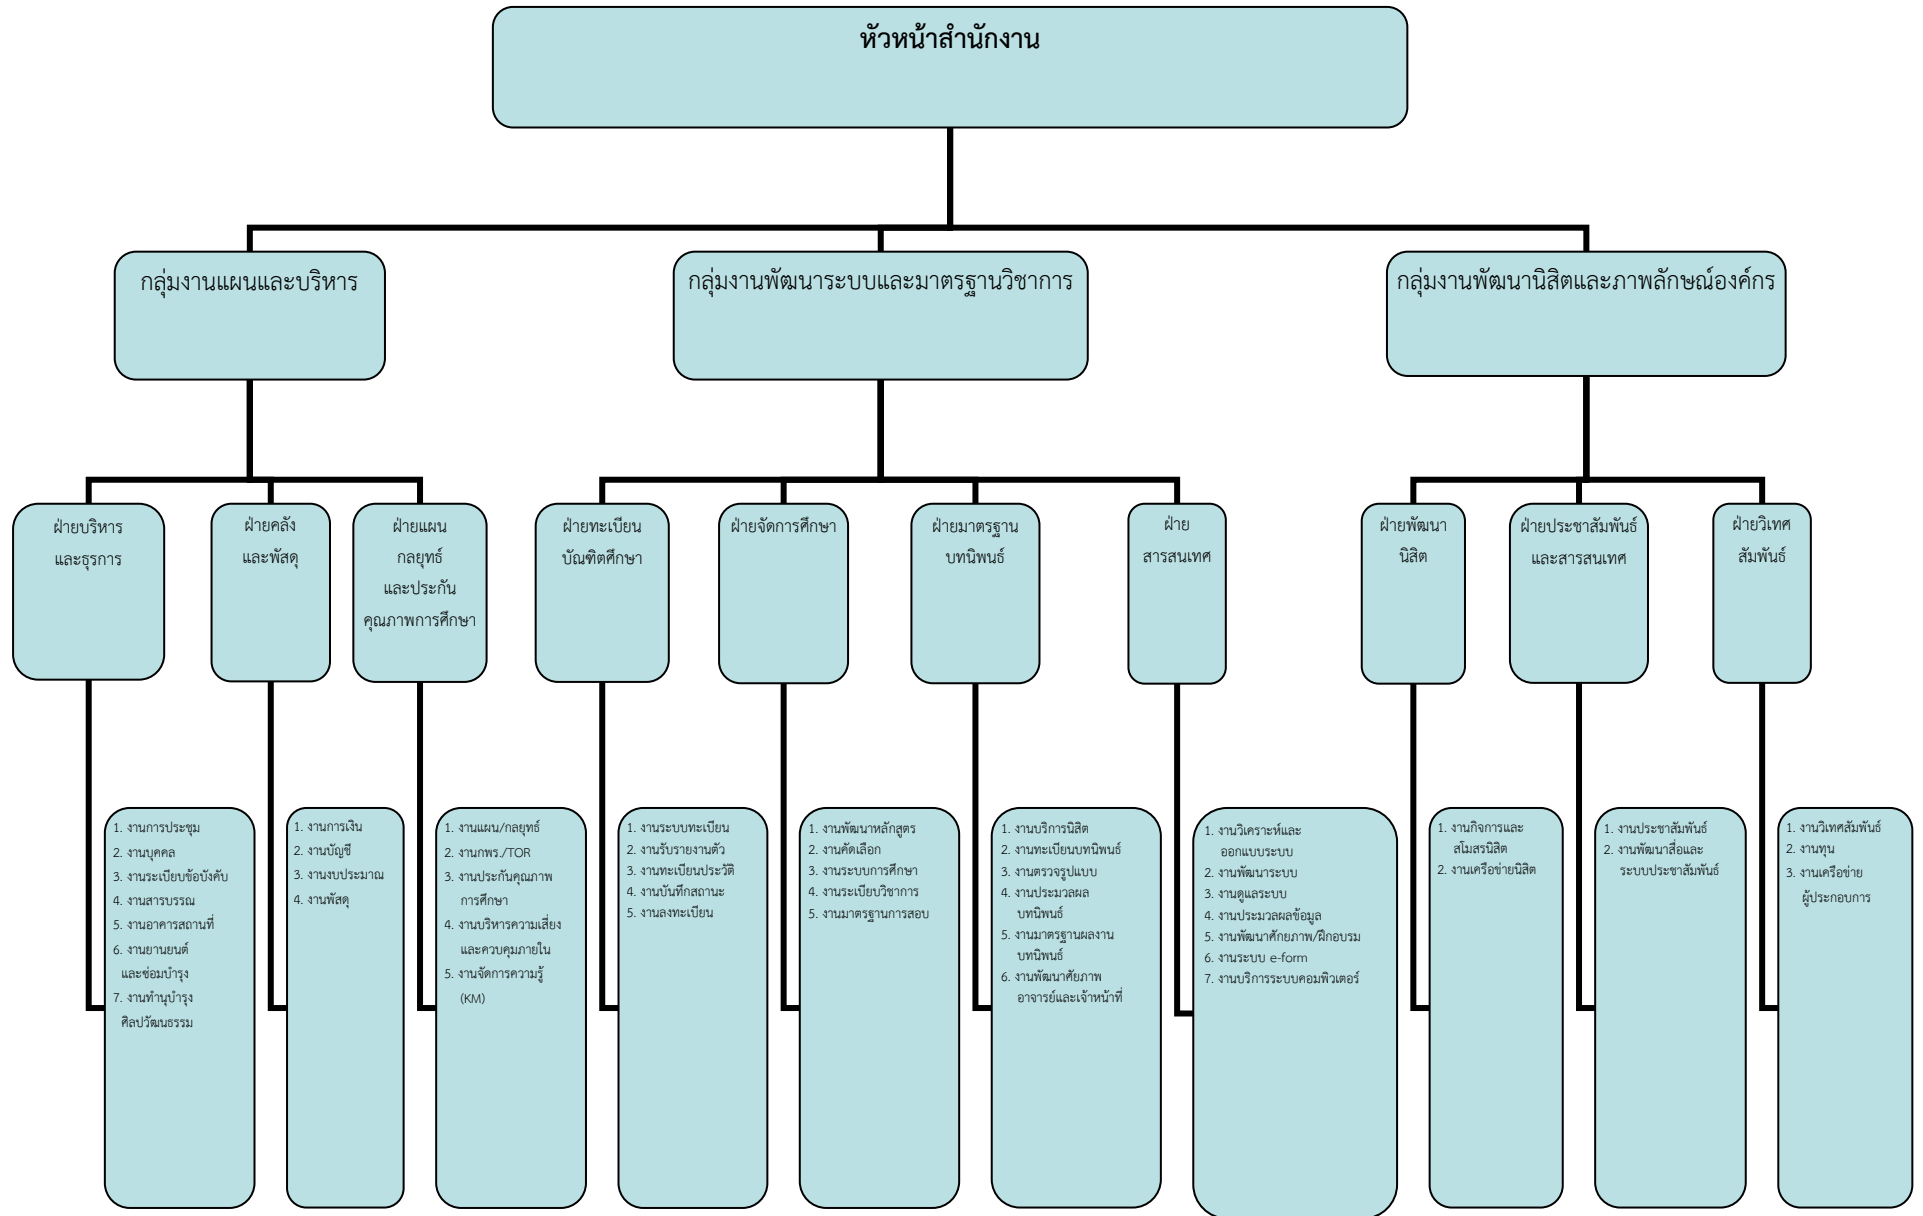 หัวหน้าสำนักงาน
กลุ่มงานแผนและบริหาร
กลุ่มงานพัฒนาระบบและมาตรฐานวิชาการ
กลุ่มงานพัฒนานิสิตและภาพลักษณ์องค์กร
ฝ่ายบริหาร
และธุรการ
ฝ่ายคลัง
และพัสดุ
ฝ่ายแผน
กลยุทธ์
และประกัน
คุณภาพการศึกษา
ฝ่ายทะเบียน
บัณฑิตศึกษา
ฝ่ายจัดการศึกษา
ฝ่ายมาตรฐาน
บทนิพนธ์
ฝ่าย
สารสนเทศ
ฝ่ายพัฒนา
นิสิต
ฝ่ายประชาสัมพันธ์
และสารสนเทศ
ฝ่ายวิเทศ
สัมพันธ์
1. งานการประชุม
2. งานบุคคล
3. งานระเบียบข้อบังคับ
4. งานสารบรรณ
5. งานอาคารสถานที่
6. งานยานยนต์
และซ่อมบำรุง
7. งานทำนุบำรุง
ศิลปวัฒนธรรม
1. งานการเงิน
2. งานบัญชี
3. งานงบประมาณ
4. งานพัสดุ
1. งานแผน/กลยุทธ์
2. งานกพร./TOR
3. งานประกันคุณภาพ
การศึกษา
4. งานบริหารความเสี่ยง
และควบคุมภายใน
5. งานจัดการความรู้
(KM)
1. งานระบบทะเบียน
2. งานรับรายงานตัว
3. งานทะเบียนประวัติ
4. งานบันทึกสถานะ
5. งานลงทะเบียน
1. งานพัฒนาหลักสูตร
2. งานคัดเลือก
3. งานระบบการศึกษา
4. งานระเบียบวิชาการ
5. งานมาตรฐานการสอบ
1. งานบริการนิสิต
2. งานทะเบียนบทนิพนธ์
3. งานตรวจรูปแบบ
4. งานประมวลผล
บทนิพนธ์
5. งานมาตรฐานผลงาน
บทนิพนธ์
6. งานพัฒนาศัยภาพ
อาจารย์และเจ้าหน้าที่
1. งานวิเคราะห์และ
ออกแบบระบบ
2. งานพัฒนาระบบ
3. งานดูแลระบบ
4. งานประมวลผลข้อมูล
5. งานพัฒนาศักยภาพ/ฝึกอบรม
6. งานระบบ e-form
7. งานบริการระบบคอมพิวเตอร์
1. งานกิจการและ
สโมสรนิสิต
2. งานเครือข่ายนิสิต
1. งานประชาสัมพันธ์
2. งานพัฒนาสื่อและ
ระบบประชาสัมพันธ์
1. งานวิเทศสัมพันธ์
2. งานทุน
3. งานเครือข่าย
ผู้ประกอบการ